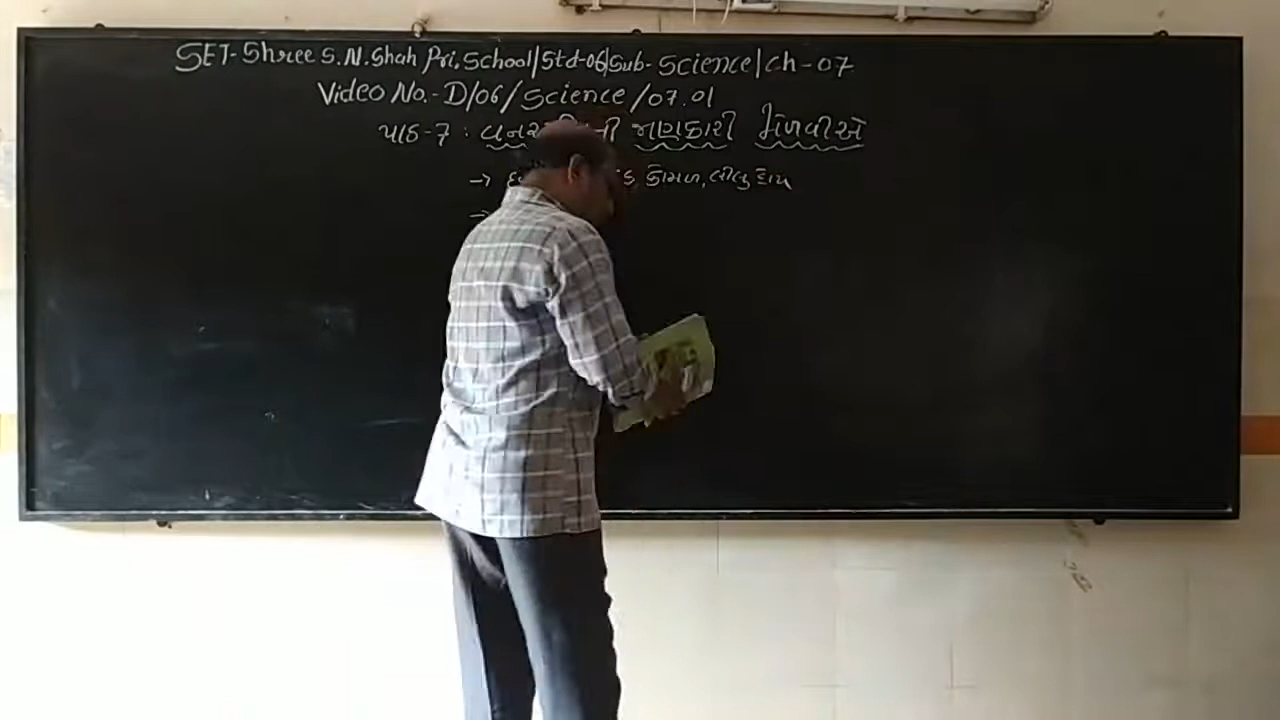 SET-Shree S.N.Shah Pri.School/Std-06/Sub-Science/Ch-07
Video No.-D/06/Science/07.01
પાઠ-7 : જાણકારી મેળવીએ
→ કોમળ, લીલુ હોય
→